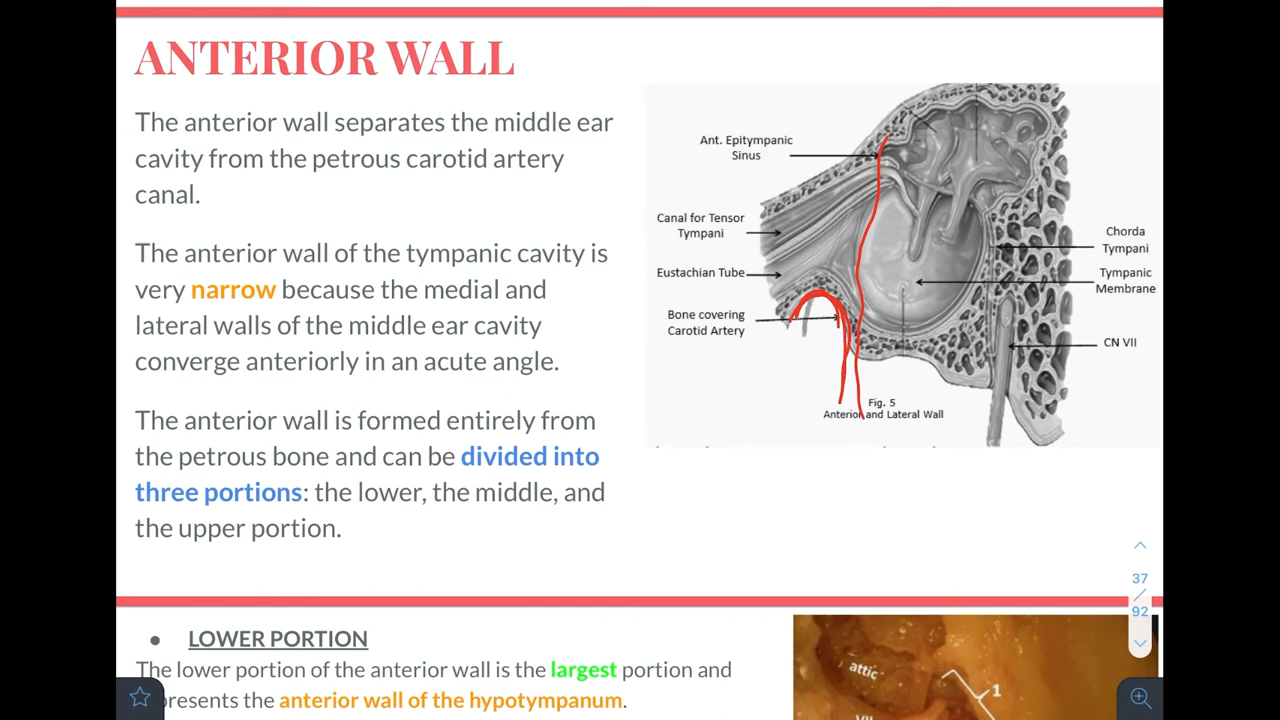 ANTERIOR WALL
The anterior wall separates the middle ear
cavity from the petrous carotid artery
canal.
The anterior wall of the tympanic cavity is
very narrow because the medial and
lateral walls of the middle ear cavity
converge anteriorly in an acute angle.
The anterior wall is formed entirely from
the petrous bone and can be divided into
three portions: the lower, the middle, and
the upper portion.
Ant. Epitympanic
Sinus
Canal for Tensor
Tympani
Eustachian Tube
Bone covering
Carotid Artery
Chorda
Tympani
Tympanic
Membrane
CN VII
Fig. 5
Anterior and Lateral Wall
37
/
92
● LOWER PORTION
The lower portion of the anterior wall is the largest portion and
presents the anterior wall of the hypotympanum.
attic
1
VII